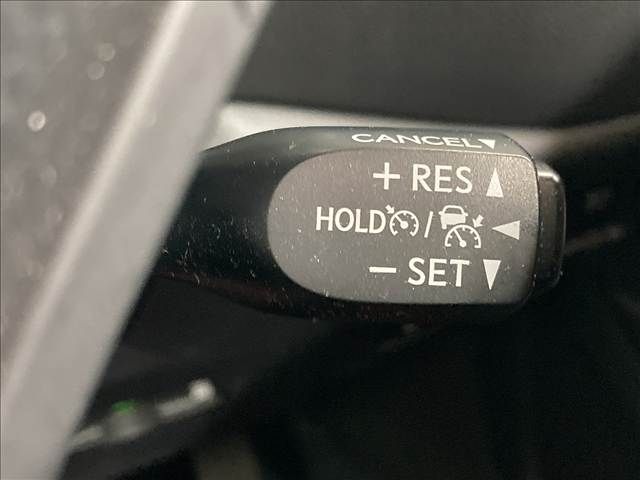 CANCEL▼
+ RES ▲
HOLD / ◀
− SET ▼